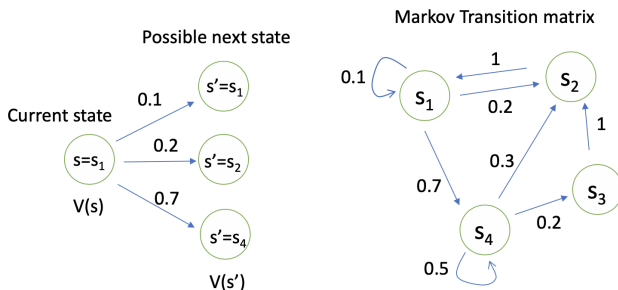 Possible next state
Current state
s=s₁
V(s)
0.1
0.2
0.7
s'=s₁
s'=s₂
s'=s₄
V(s')
Markov Transition matrix
0.1
s₁
1
0.2
s₂
0.7
0.3
1
s₃
0.2
s₄
0.5